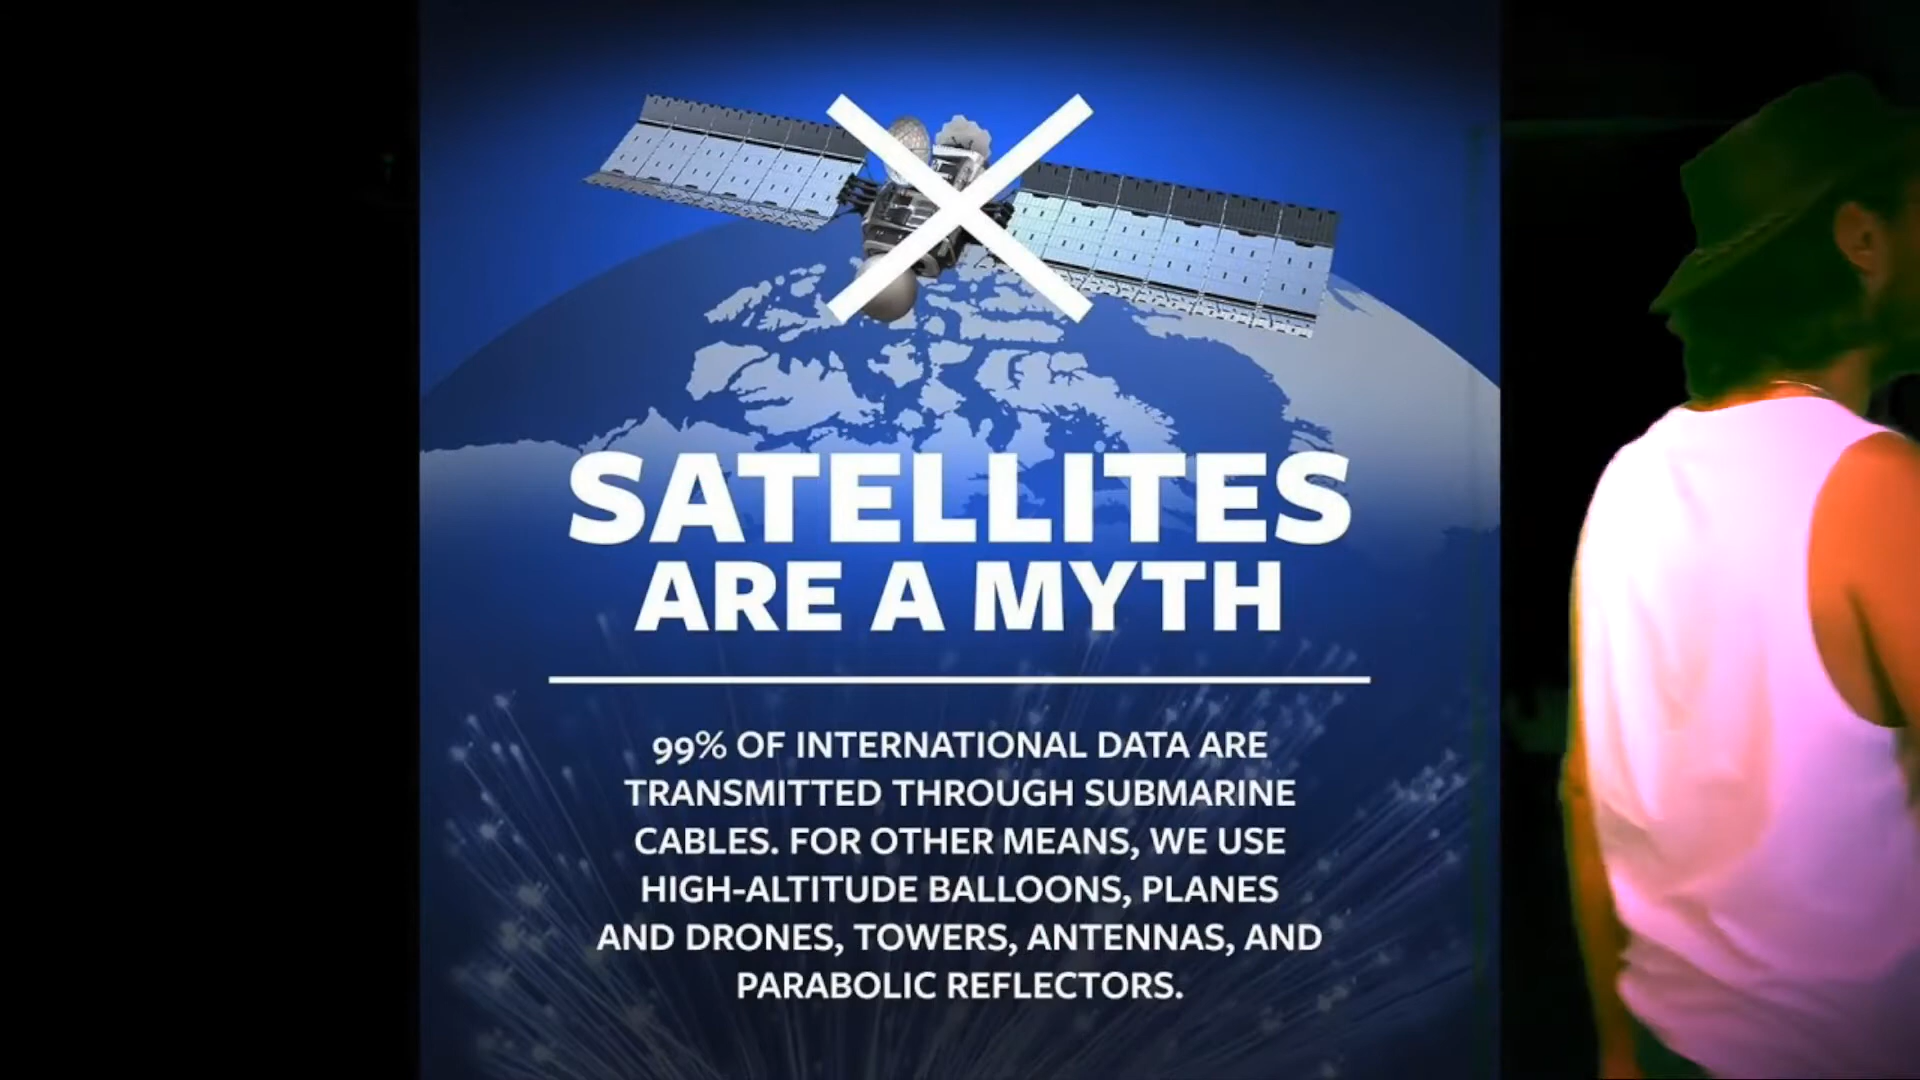 SATELLITES
ARE A MYTH
99% OF INTERNATIONAL DATA ARE
TRANSMITTED THROUGH SUBMARINE
CABLES. FOR OTHER MEANS, WE USE
HIGH-ALTITUDE BALLOONS, PLANES
AND DRONES, TOWERS, ANTENNAS, AND
PARABOLIC REFLECTORS.